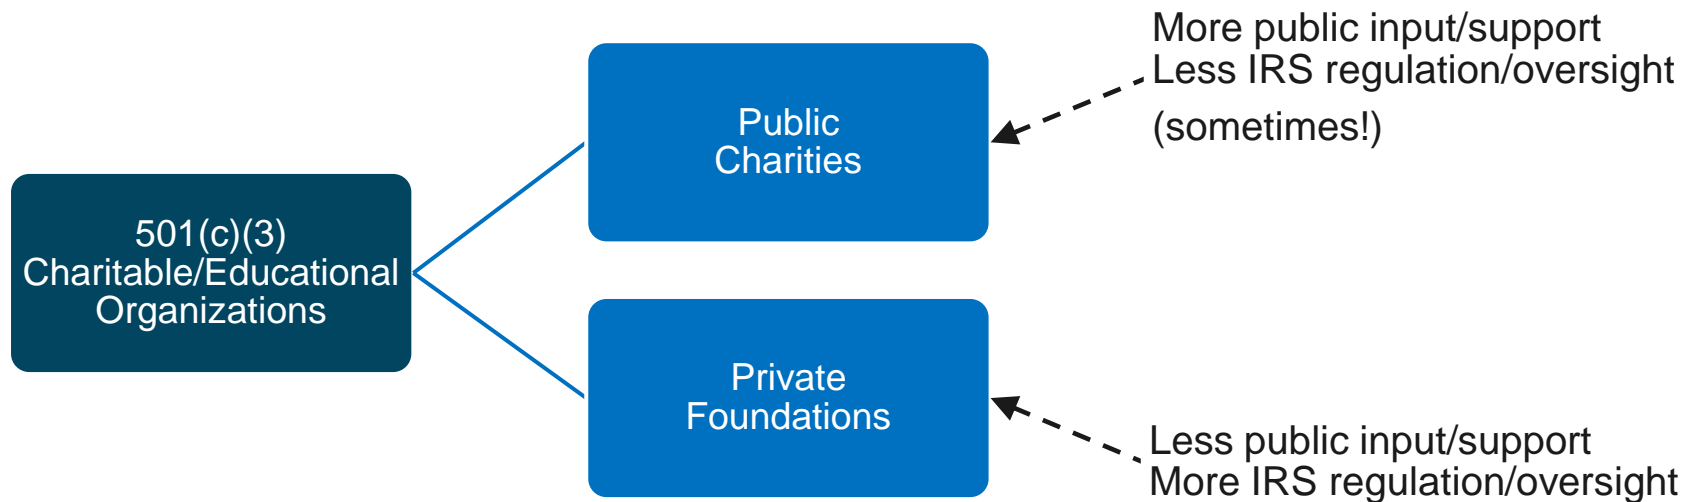 501(c)(3)
Charitable/Educational
Organizations
Public
Charities
More public input/support
Less IRS regulation/oversight
(sometimes!)
Private
Foundations
Less public input/support
More IRS regulation/oversight